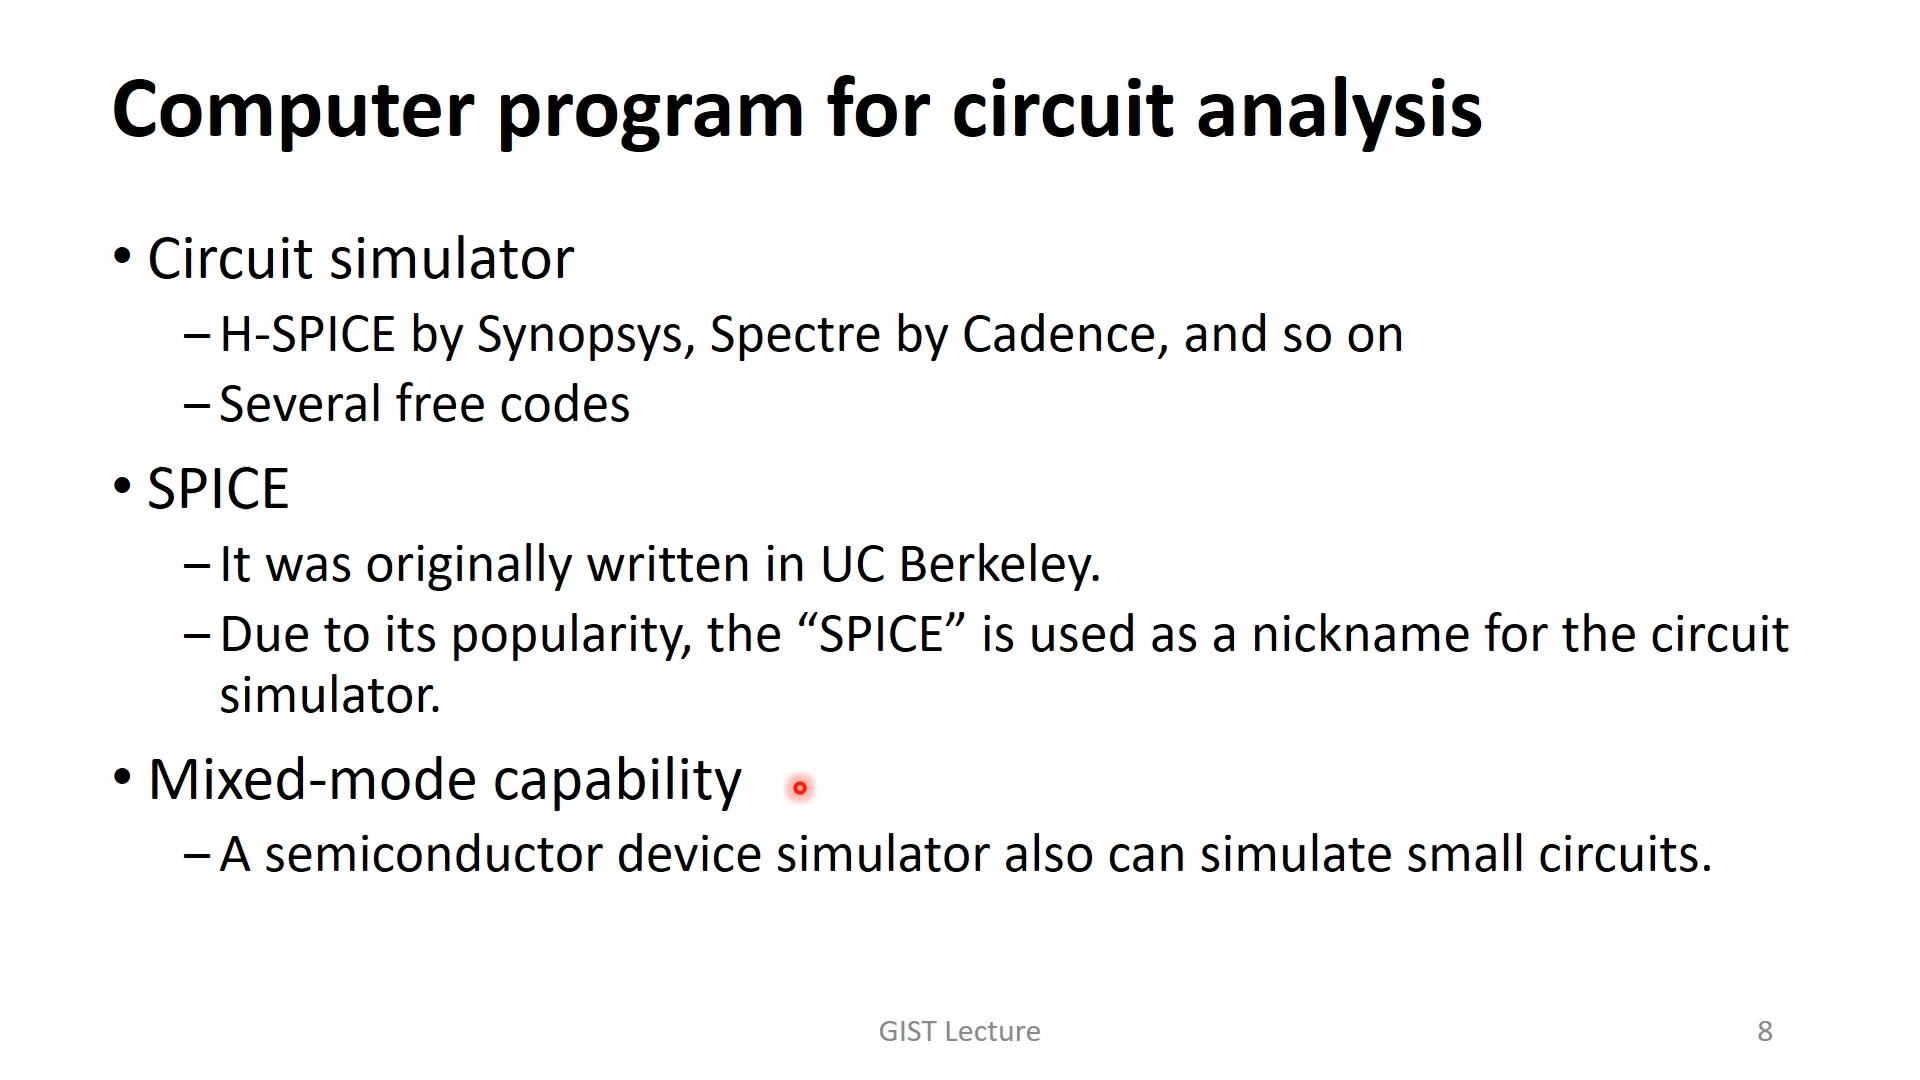 Computer program for circuit analysis
• Circuit simulator
– H-SPICE by Synopsys, Spectre by Cadence, and so on
– Several free codes
• SPICE
– It was originally written in UC Berkeley.
– Due to its popularity, the “SPICE” is used as a nickname for the circuit
simulator.
• Mixed-mode capability
– A semiconductor device simulator also can simulate small circuits.
GIST Lecture
8